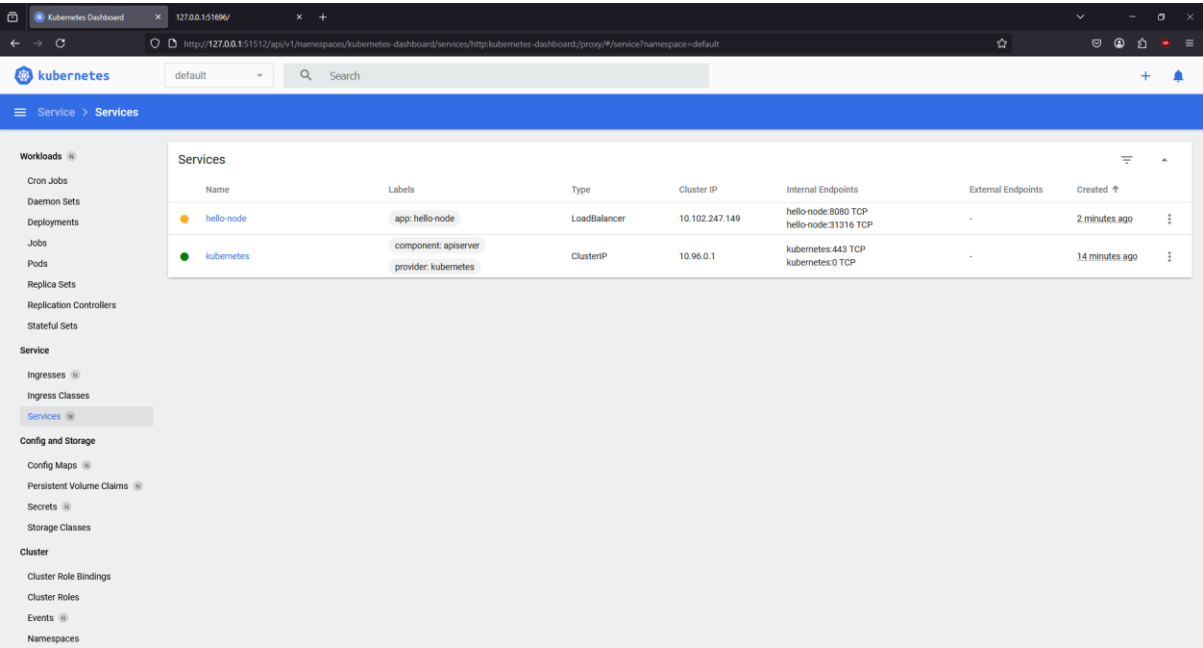 Kubernetes Dashboard
127.0.0.1:51696/
http://127.0.0.1:51512/api/v1/namespaces/kubernetes-dashboard/services/http:kubernetes-dashboard:/proxy/#/service?namespace=default
kubernetes
default
Search
Service > Services
Workloads N
Cron Jobs
Daemon Sets
Deployments
Jobs
Pods
Replica Sets
Replication Controllers
Stateful Sets
Service
Ingresses N
Ingress Classes
Services N
Config and Storage
Config Maps N
Persistent Volume Claims N
Secrets N
Storage Classes
Cluster
Cluster Role Bindings
Cluster Roles
Events N
Namespaces
Services
Name Labels Type Cluster IP Internal Endpoints External Endpoints Created ↑
hello-node app: hello-node LoadBalancer 10.102.247.149 hello-node:8080 TCP - 2 minutes ago
hello-node:31316 TCP
kubernetes component: apiserver ClusterIP 10.96.0.1 kubernetes:443 TCP - 14 minutes ago
provider: kubernetes kubernetes:0 TCP